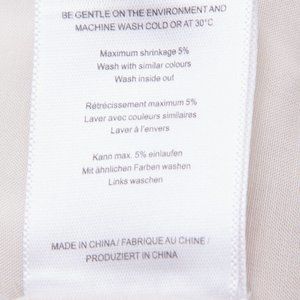 BE GENTLE ON THE ENVIRONMENT AND
MACHINE WASH COLD OR AT 30°C
Maximum shrinkage 5%
Wash with similar colours
Wash inside out
Rétrécissement maximum 5%
Laver avec couleurs similaires
Laver à l'envers
Kann max. 5% einlaufen
Mit ähnlichen Farben waschen
Links waschen
MADE IN CHINA/ FABRIQUE AU CHINE /
PRODUZIERT IN CHINA